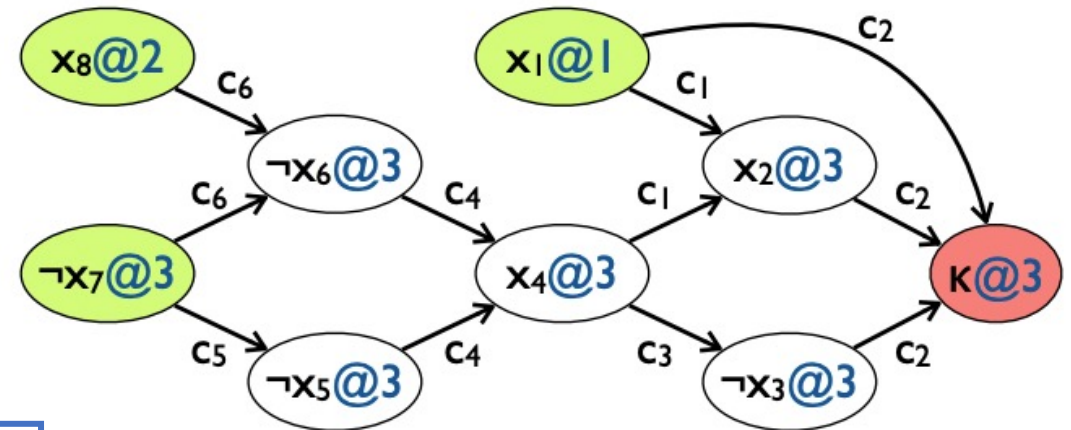 x₈@2
x₁@1
c₂
c₆
c₁
¬x₆@3
x₂@3
c₆
c₄
c₁
c₂
¬x₇@3
x₄@3
κ@3
c₅
c₄
c₃
c₂
¬x₅@3
¬x₃@3